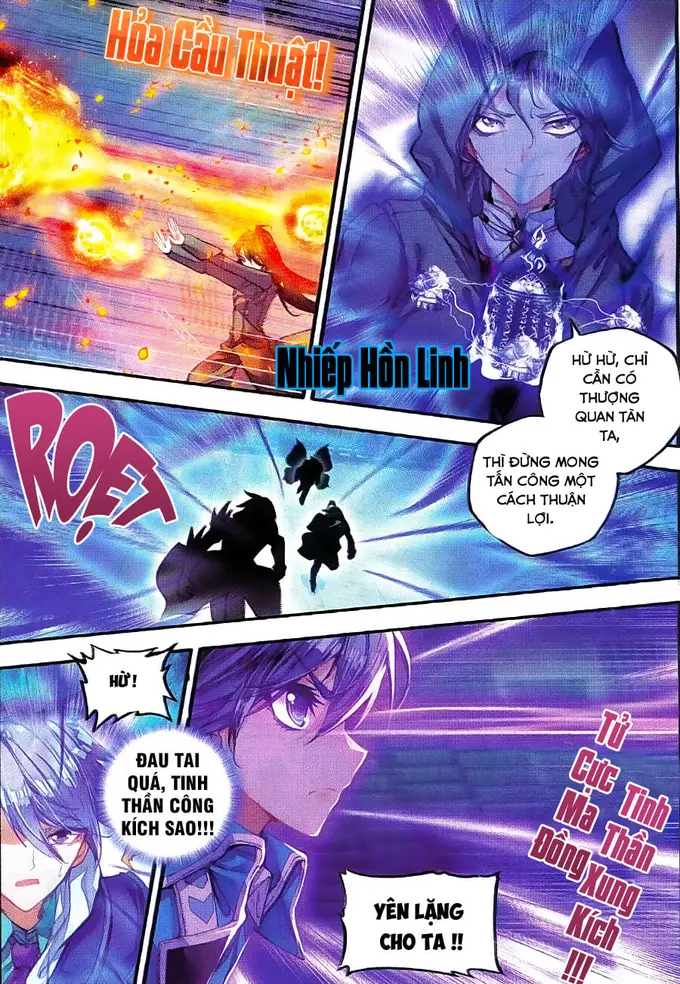 Hỏa Cầu Thuật!
Nhiếp Hồn Linh
HỪ HỪ, CHỈ
CẦN CÓ
THƯỢNG
QUAN TÀN
TA,
THÌ ĐỪNG MONG
TẤN CÔNG MỘT
CÁCH THUẬN
LỢI.
RỌẸT
HỪ!
ĐAU TAI
QUÁ, TINH
THẦN CÔNG
KÍCH SAO!!!
YÊN LẶNG
CHO TA !!
Tử
Cực Tinh
Ma Thần
Đồng Xung
Kích !!!